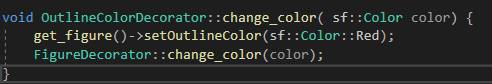 void OutlineColorDecorator::change_color( sf::Color color) {
    get_figure()->setOutlineColor(sf::Color::Red);
    FigureDecorator::change_color(color);
}